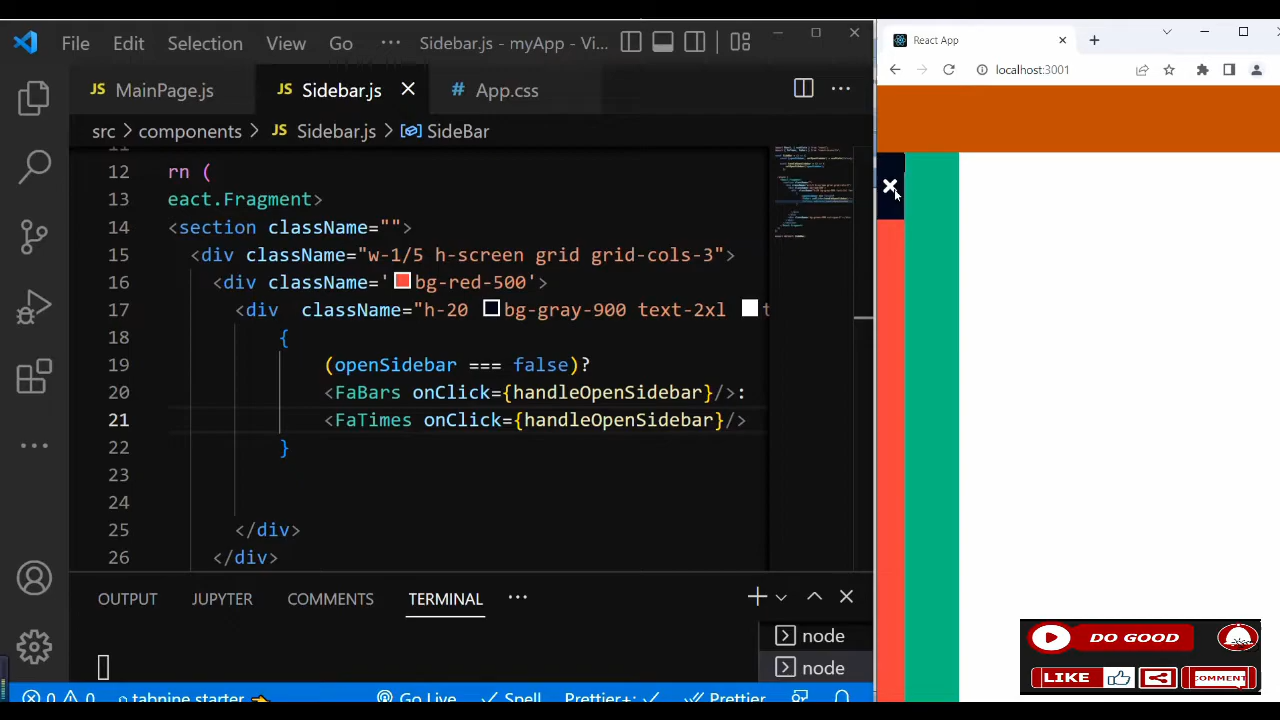 File Edit Selection View Go ··· Sidebar.js - myApp - Vi...
JS MainPage.js JS Sidebar.js # App.css ···
src > components > JS Sidebar.js > SideBar
11
12 rn (
13 eact.Fragment>
14 <section className="">
15 <div className="w-1/5 h-screen grid grid-cols-3">
16 <div className='bg-red-500'>
17 <div className="h-20 bg-gray-900 text-2xl t
18 {
19 (openSidebar === false)?
20 <FaBars onClick={handleOpenSidebar}/>:
21 <FaTimes onClick={handleOpenSidebar}/>
22 }
23
24
25 </div>
26 </div>
OUTPUT JUPYTER COMMENTS TERMINAL ···
node
node
0 0 tabnine starter Go Live Spell Prettier+: Prettier
React App
localhost:3001
DO GOOD
LIKE COMMENT